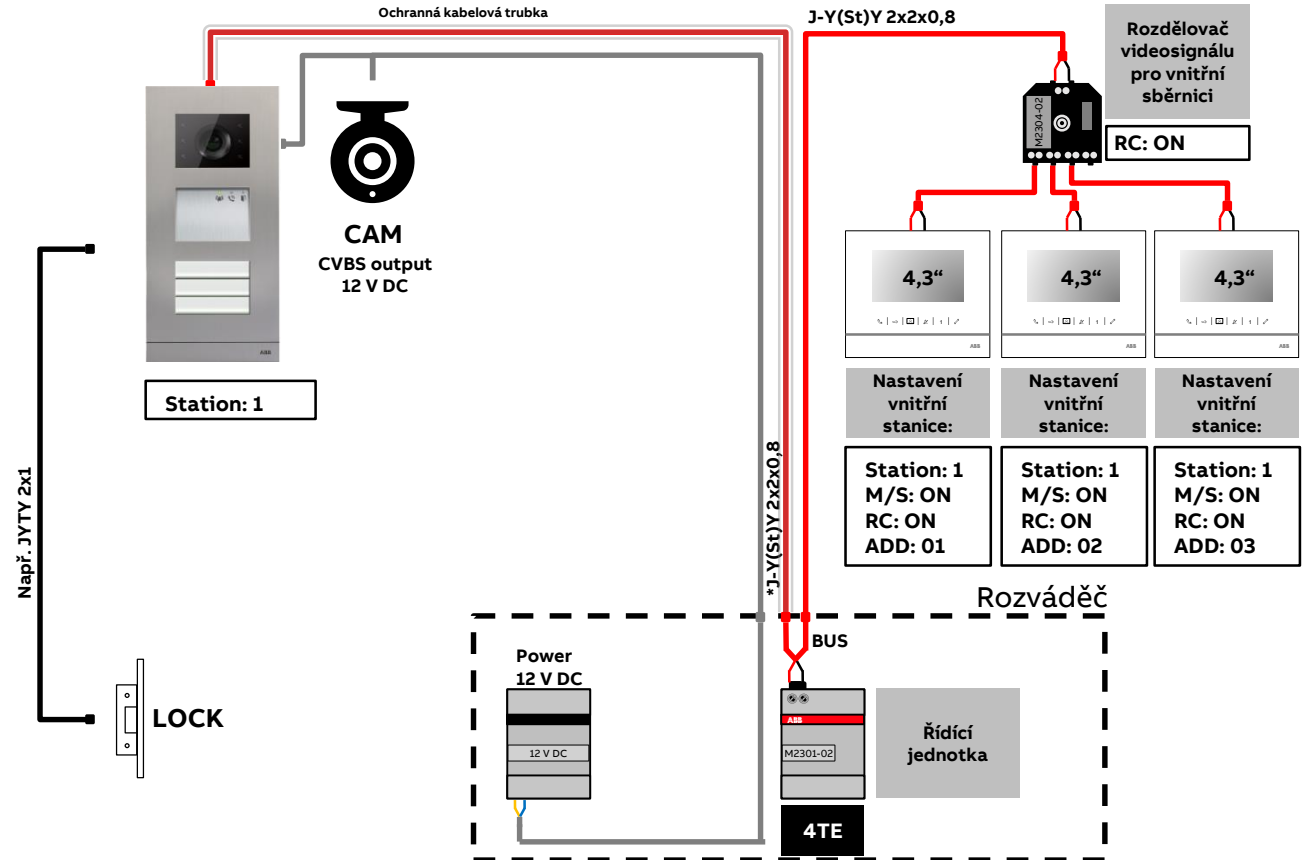 Ochranná kabelová trubka
J-Y(St)Y 2x2x0,8
Rozdělovač
videosignálu
pro vnitřní
sběrnici
M2304-02
RC: ON
CAM
CVBS output
12 V DC
ABB
Station: 1
4,3“
4,3“
4,3“
ABB
ABB
ABB
Nastavení
vnitřní
stanice:
Nastavení
vnitřní
stanice:
Nastavení
vnitřní
stanice:
Station: 1
M/S: ON
RC: ON
ADD: 01
Station: 1
M/S: ON
RC: ON
ADD: 02
Station: 1
M/S: ON
RC: ON
ADD: 03
Např. JYTY 2x1
*J-Y(St)Y 2x2x0,8
Rozváděč
LOCK
Power
12 V DC
12 V DC
BUS
ABB
M2301-02
Řídící
jednotka
4TE